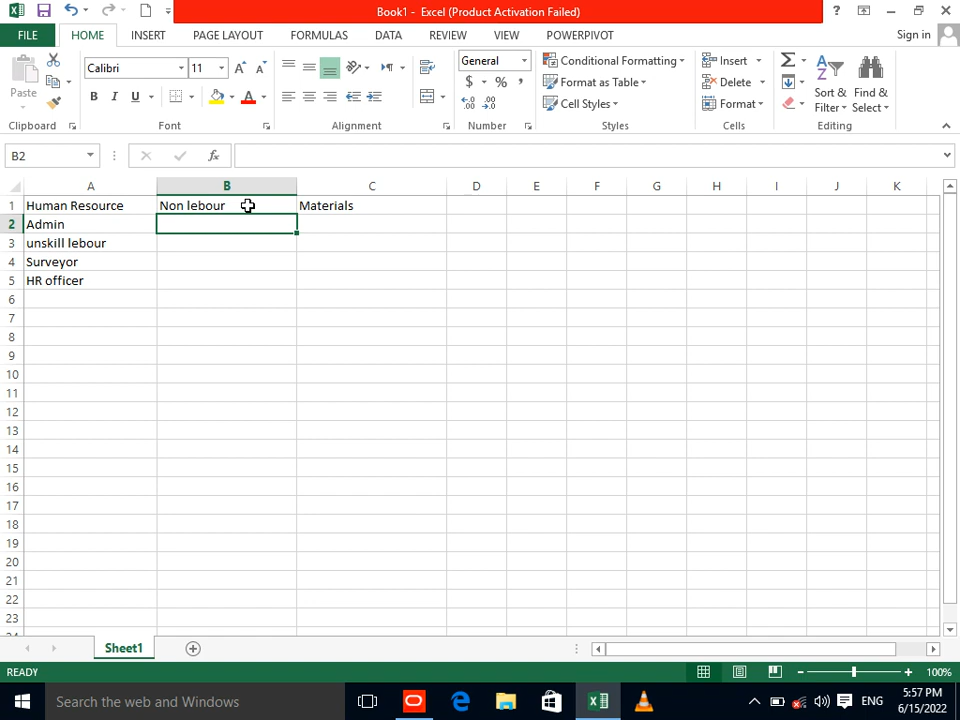 Book1 - Excel (Product Activation Failed)
?
FILE HOME INSERT PAGE LAYOUT FORMULAS DATA REVIEW VIEW POWERPIVOT Sign in
Paste
Calibri 11
B I U
General
$ %
Conditional Formatting
Format as Table
Cell Styles
Insert
Delete
Format
Sort & Filter
Find & Select
Clipboard Font Alignment Number Styles Cells Editing
B2
fx
A B C D E F G H I J K
1 Human Resource Non lebour Materials
2 Admin
3 unskill lebour
4 Surveyor
5 HR officer
6
7
8
9
10
11
12
13
14
15
16
17
18
19
20
21
22
23
Sheet1
READY 100%
Search the web and Windows
ENG
5:57 PM
6/15/2022